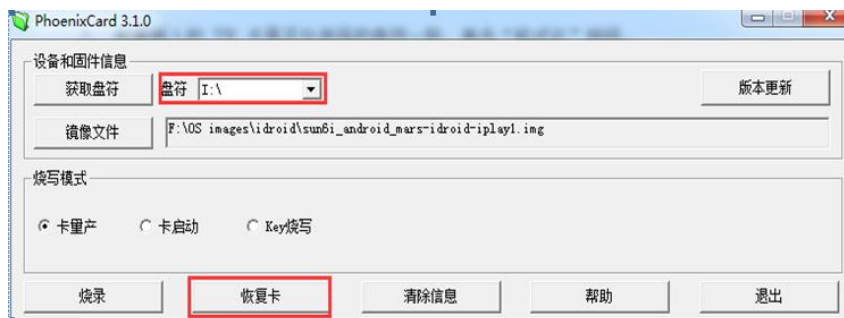 PhoenixCard 3.1.0
设备和固件信息
获取盘符 盘符 I:\ 版本更新
镜像文件 F:\OS images\idroid\sun6i_android_mars-idroid-iplay1.img
烧写模式
卡量产 卡启动 Key烧写
烧录 恢复卡 清除信息 帮助 退出